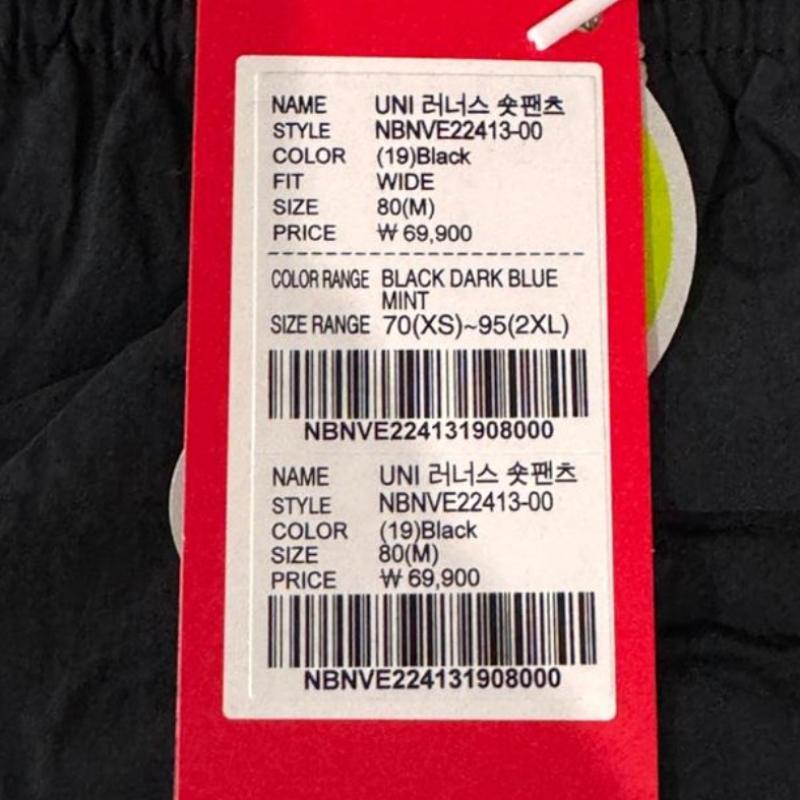 NAME UNI 러너스 숏팬츠
STYLE NBNVE22413-00
COLOR (19)Black
FIT WIDE
SIZE 80(M)
PRICE ₩ 69,900
COLOR RANGE BLACK DARK BLUE
MINT
SIZE RANGE 70(XS)~95(2XL)
NBNVE224131908000
NAME UNI 러너스 숏팬츠
STYLE NBNVE22413-00
COLOR (19)Black
SIZE 80(M)
PRICE ₩ 69,900
NBNVE224131908000